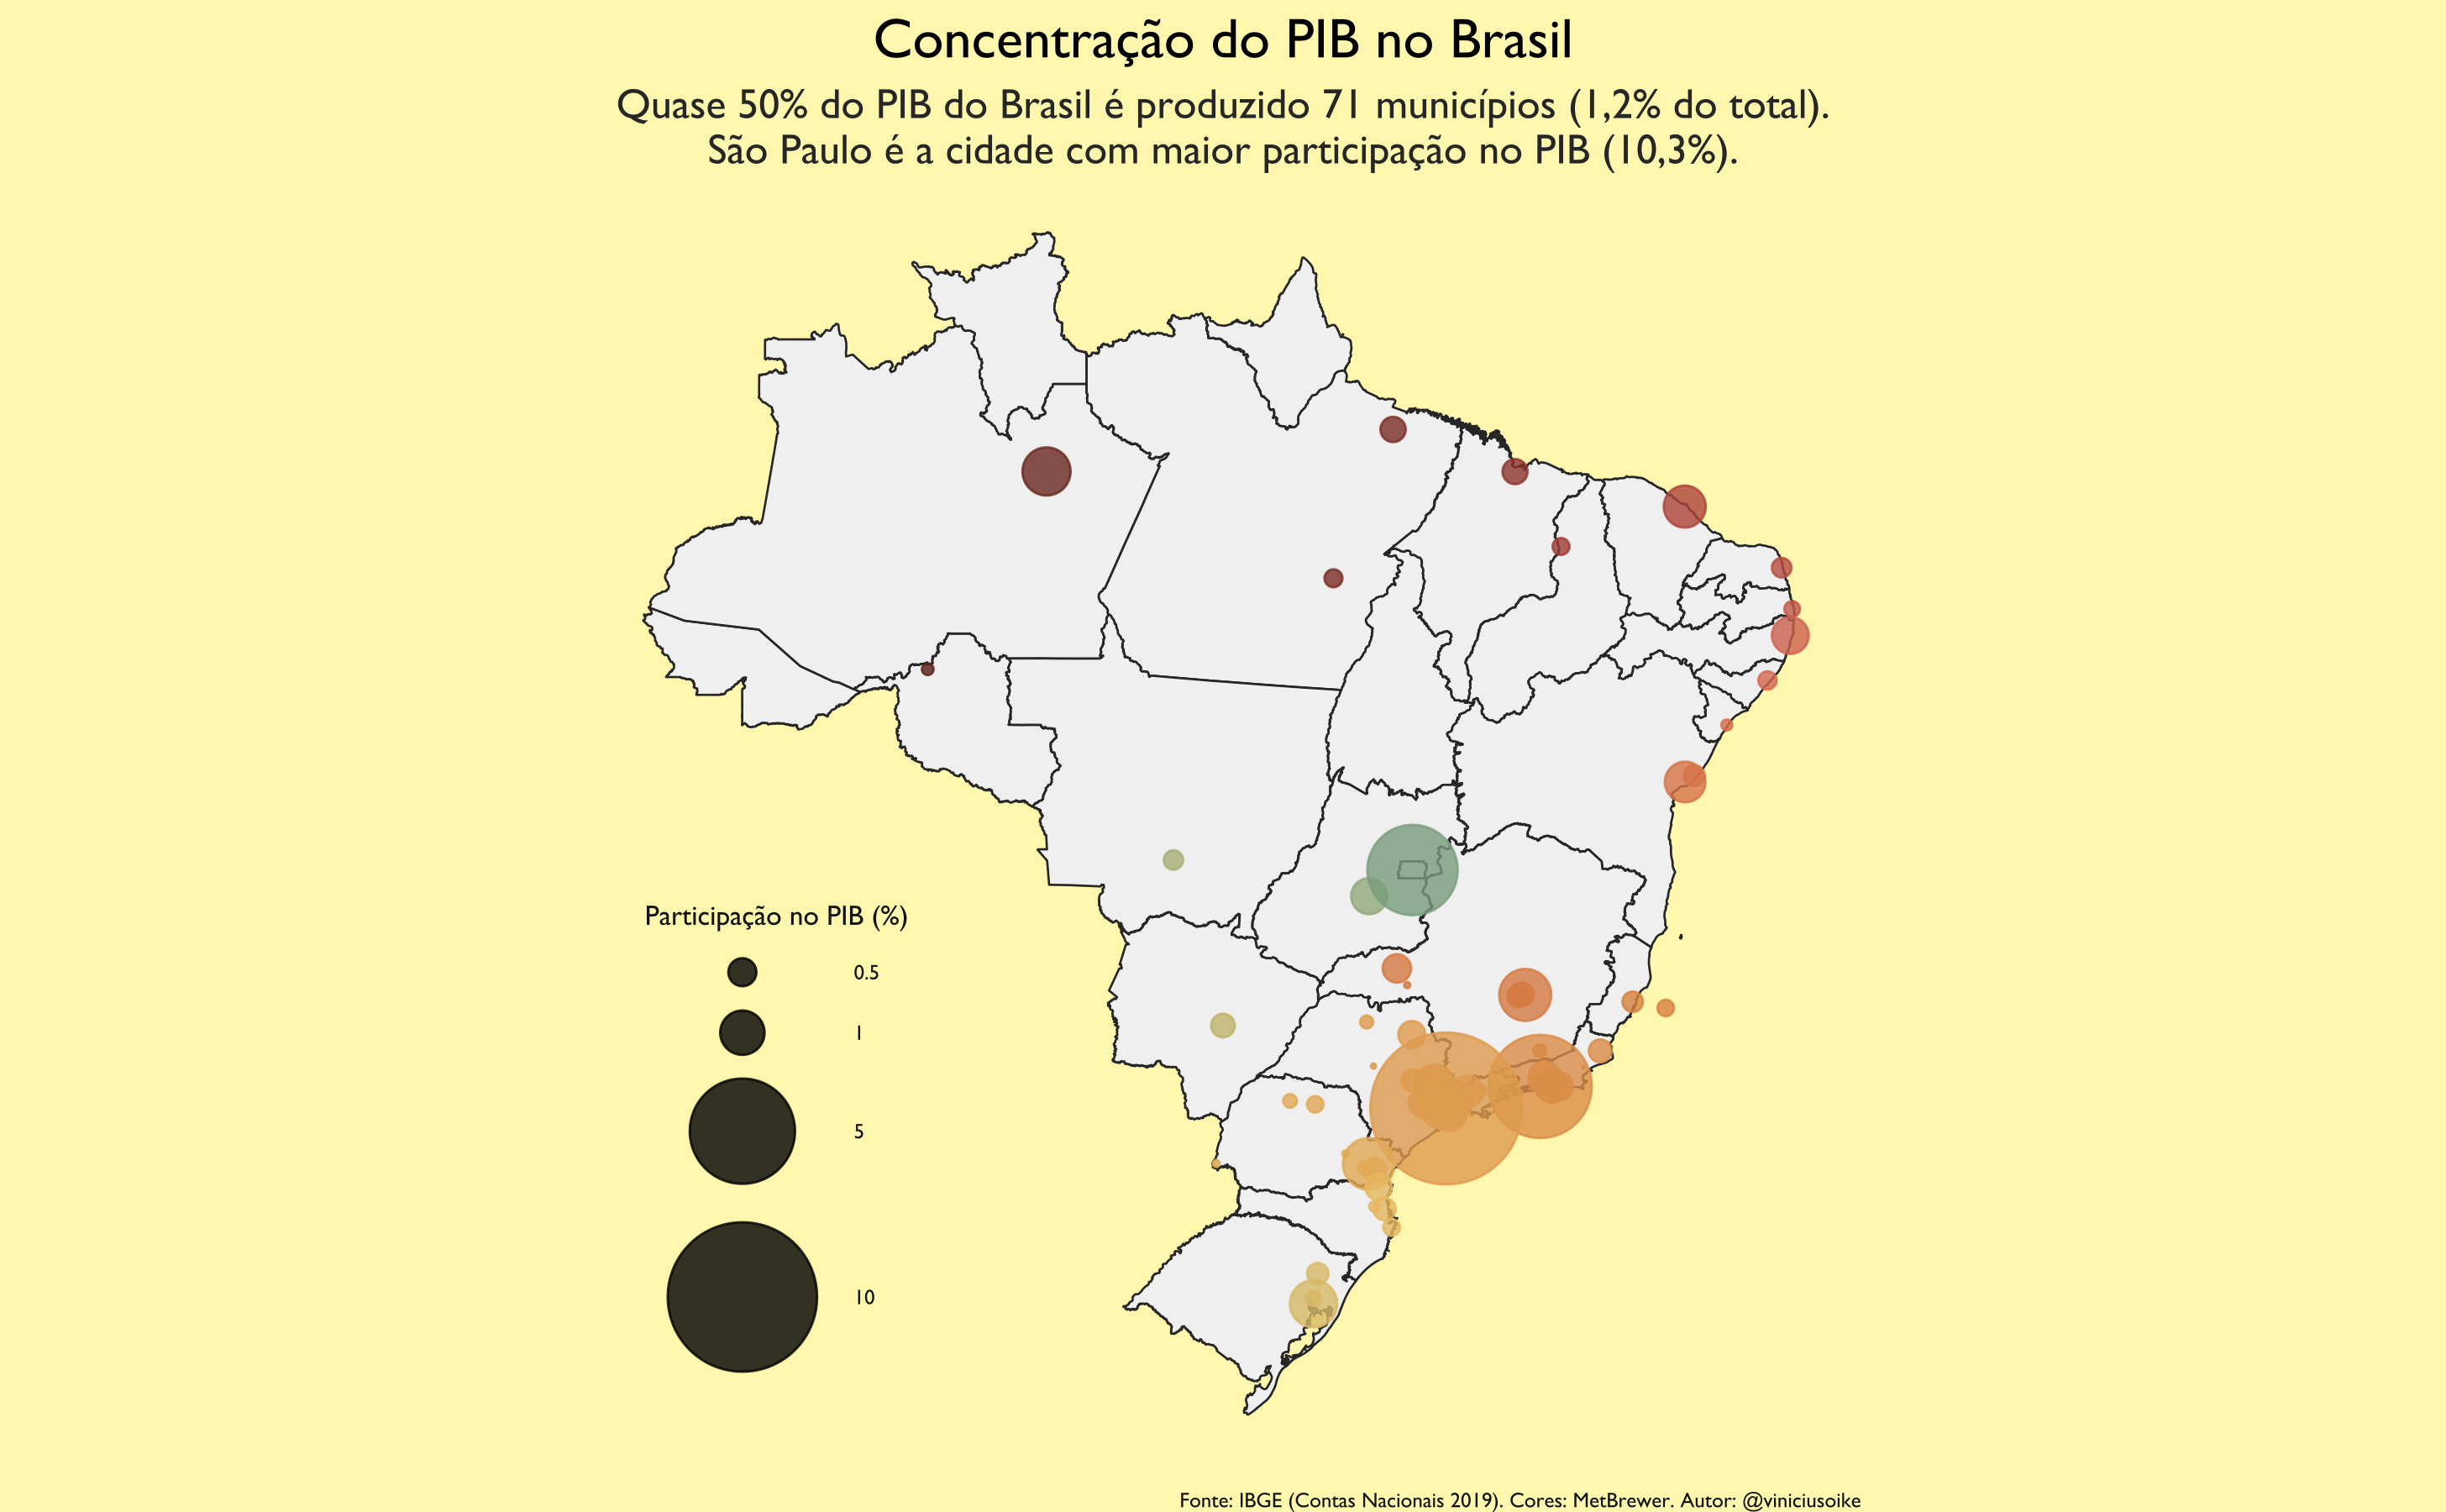 Concentração do PIB no Brasil
Quase 50% do PIB do Brasil é produzido 71 municípios (1,2% do total).
São Paulo é a cidade com maior participação no PIB (10,3%).
Participação no PIB (%)
0.5
1
5
10
Fonte: IBGE (Contas Nacionais 2019). Cores: MetBrewer. Autor: @viniciusoike